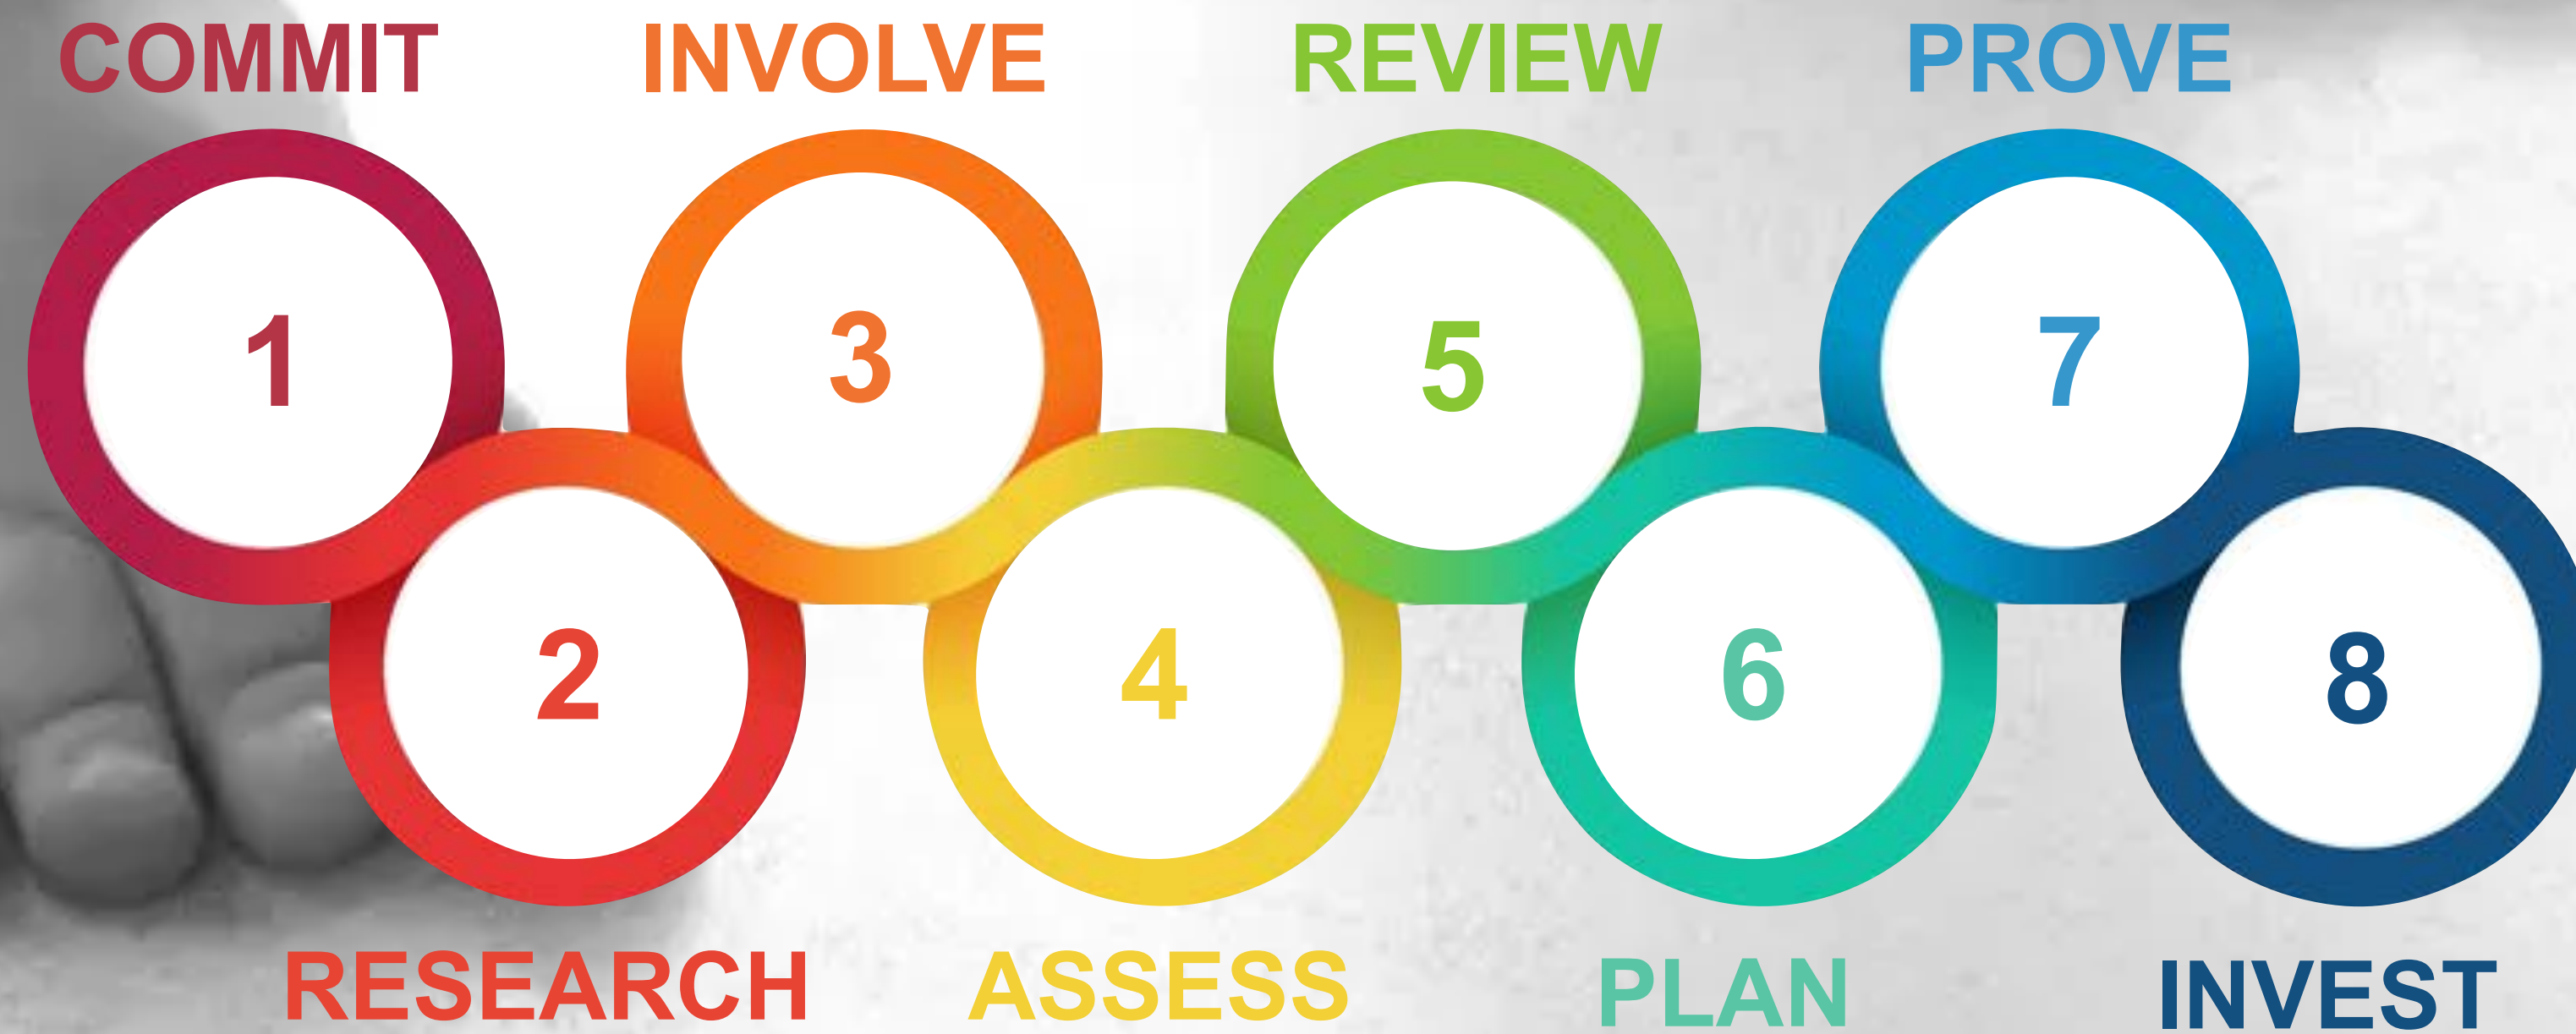 COMMIT INVOLVE REVIEW PROVE
1 3 5 7
2 4 6 8
RESEARCH ASSESS PLAN INVEST